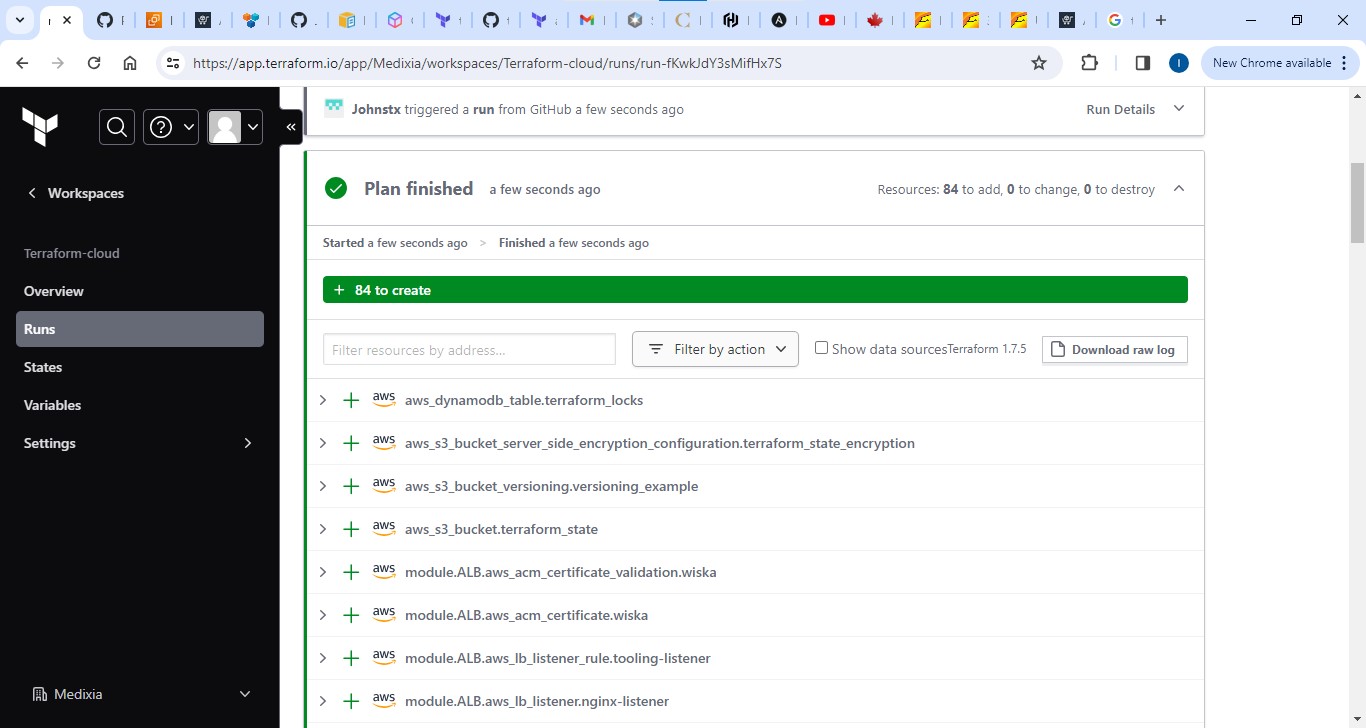 https://app.terraform.io/app/Medixia/workspaces/Terraform-cloud/runs/run-fKwkJdY3sMifHx7S
New Chrome available
Johnstx triggered a run from GitHub a few seconds ago
Run Details
Workspaces
Terraform-cloud
Overview
Runs
States
Variables
Settings
Medixia
Plan finished a few seconds ago
Resources: 84 to add, 0 to change, 0 to destroy
Started a few seconds ago > Finished a few seconds ago
+ 84 to create
Filter resources by address...
Filter by action
Show data sources
Terraform 1.7.5
Download raw log
aws aws_dynamodb_table.terraform_locks
aws aws_s3_bucket_server_side_encryption_configuration.terraform_state_encryption
aws aws_s3_bucket_versioning.versioning_example
aws aws_s3_bucket.terraform_state
aws module.ALB.aws_acm_certificate_validation.wiska
aws module.ALB.aws_acm_certificate.wiska
aws module.ALB.aws_lb_listener_rule.tooling-listener
aws module.ALB.aws_lb_listener.nginx-listener